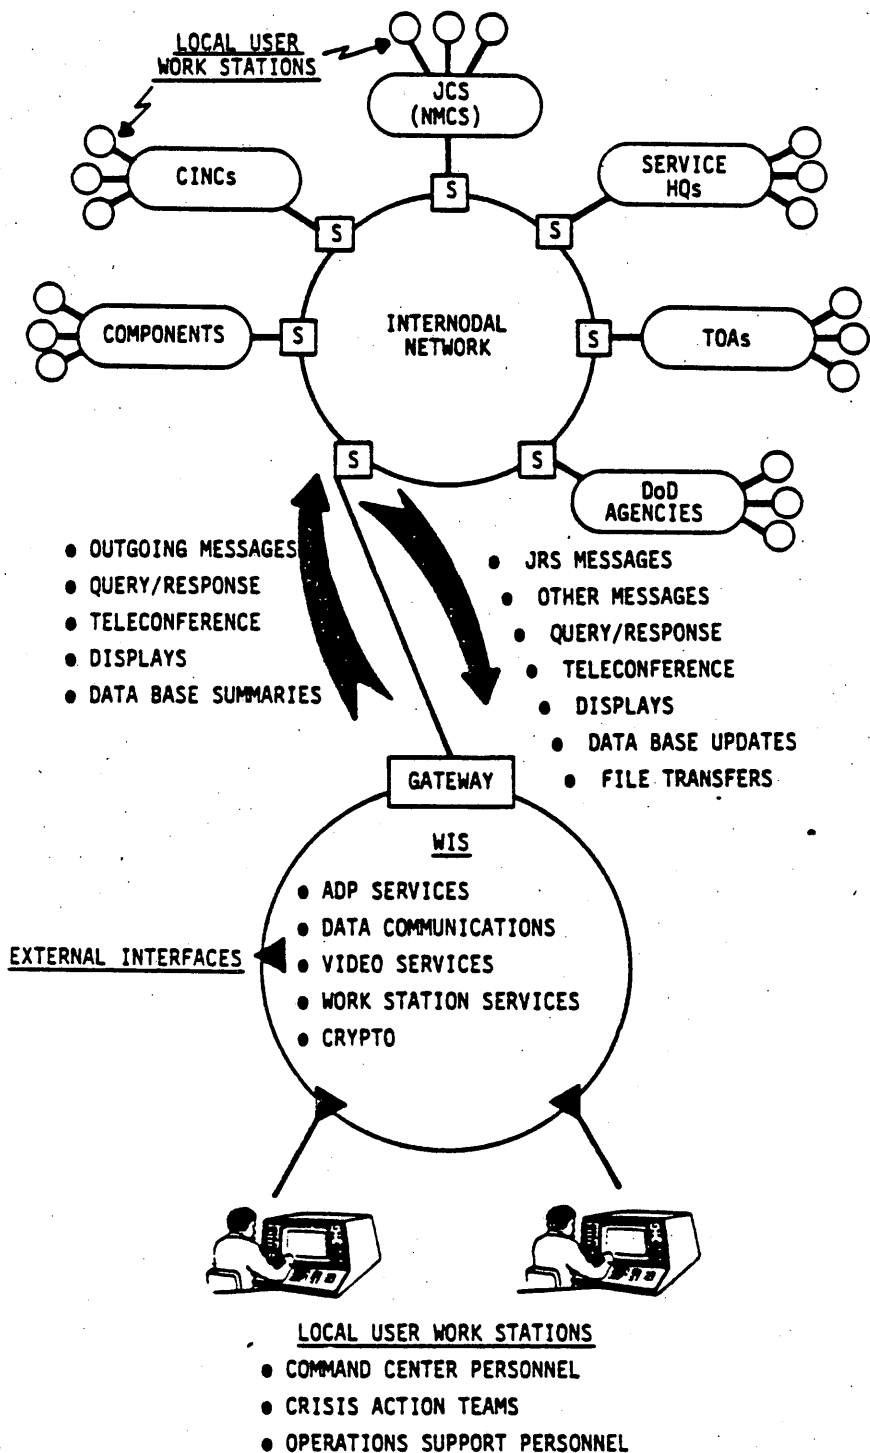 LOCAL USER
WORK STATIONS
JCS
(NMCS)
CINCs
SERVICE
HQs
S
S
S
COMPONENTS
S
INTERNODAL
NETWORK
S
TOAs
S
S
DoD
AGENCIES
● OUTGOING MESSAGES
● QUERY/RESPONSE
● TELECONFERENCE
● DISPLAYS
● DATA BASE SUMMARIES
● JRS MESSAGES
● OTHER MESSAGES
● QUERY/RESPONSE
● TELECONFERENCE
● DISPLAYS
● DATA BASE UPDATES
● FILE TRANSFERS
GATEWAY
WIS
● ADP SERVICES
● DATA COMMUNICATIONS
● VIDEO SERVICES
● WORK STATION SERVICES
● CRYPTO
EXTERNAL INTERFACES
LOCAL USER WORK STATIONS
● COMMAND CENTER PERSONNEL
● CRISIS ACTION TEAMS
● OPERATIONS SUPPORT PERSONNEL